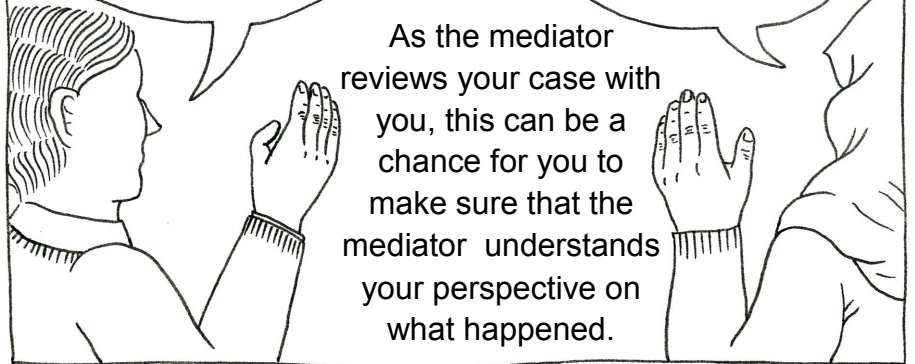 As the mediator
reviews your case with
you, this can be a
chance for you to
make sure that the
mediator understands
your perspective on
what happened.